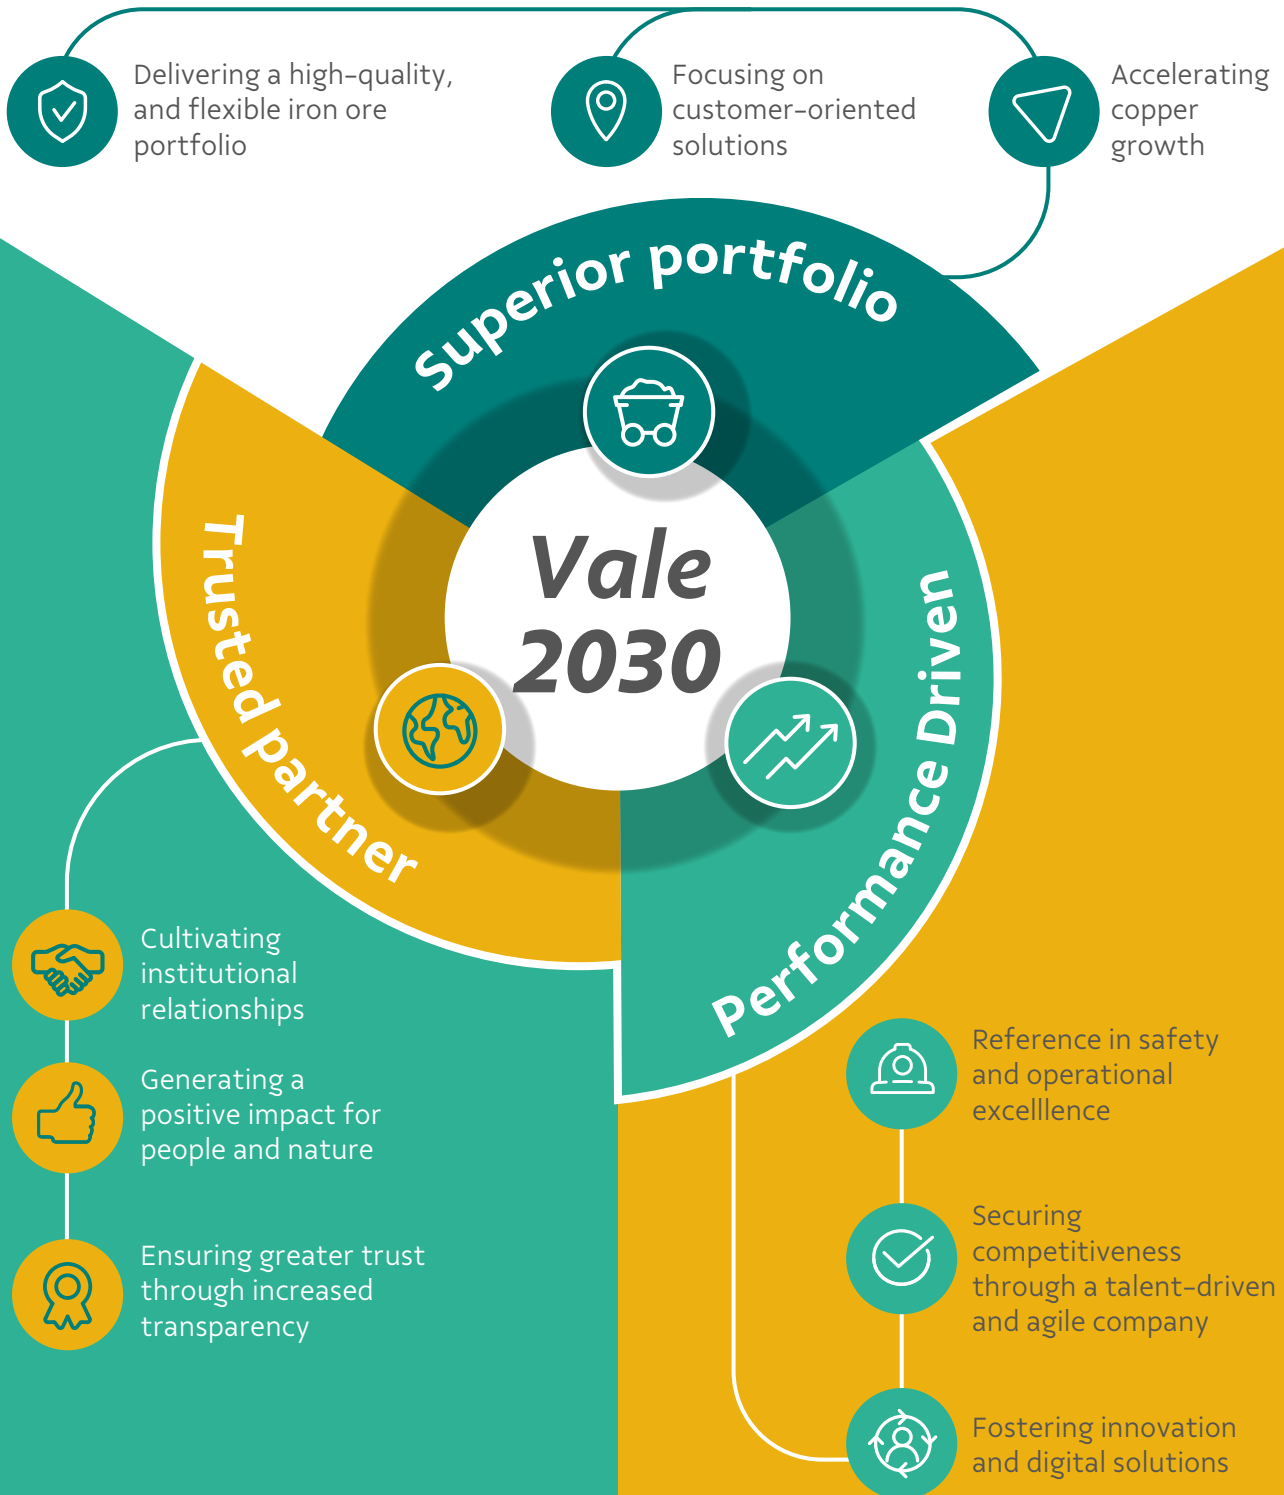 Delivering a high-quality,
and flexible iron ore
portfolio
Focusing on
customer-oriented
solutions
Accelerating
copper
growth
Superior portfolio
Trusted partner
Performance Driven
Vale
2030
Cultivating
institutional
relationships
Generating a
positive impact for
people and nature
Ensuring greater trust
through increased
transparency
Reference in safety
and operational
excelllence
Securing
competitiveness
through a talent-driven
and agile company
Fostering innovation
and digital solutions